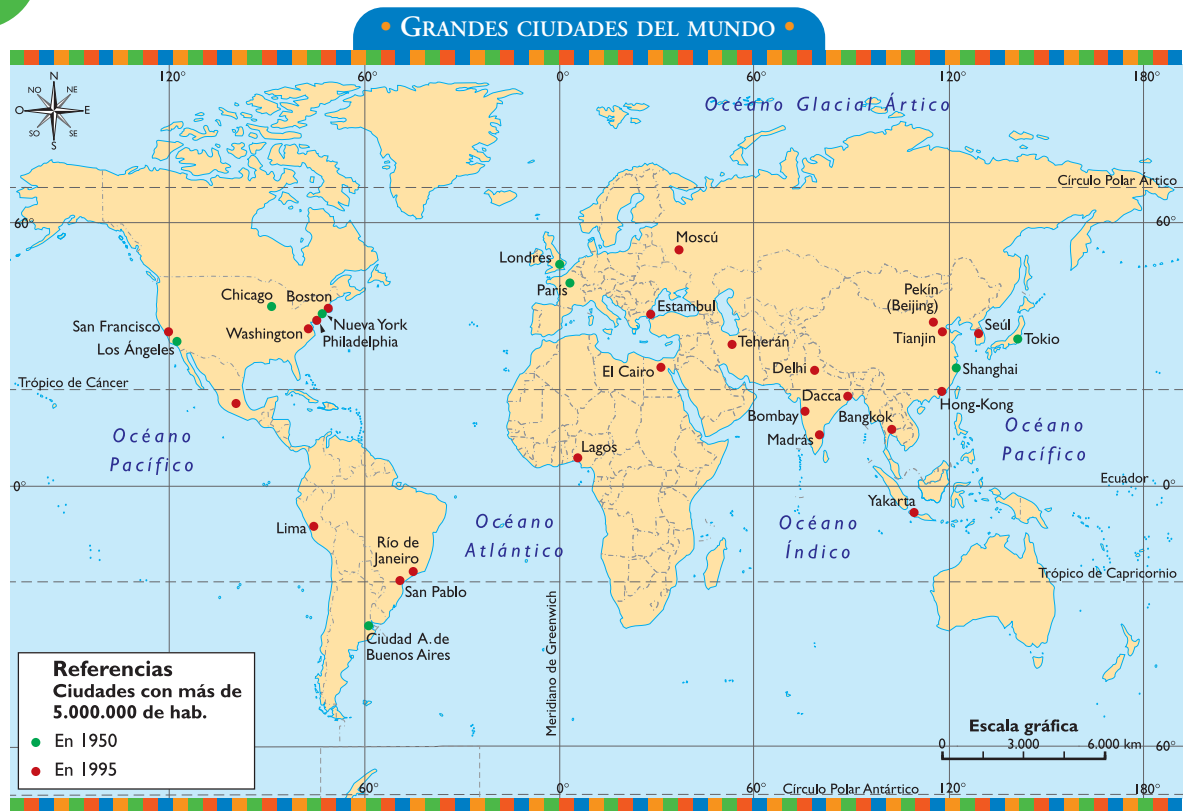 • GRANDES CIUDADES DEL MUNDO •
120° 60° 0° 60° 120° 180°
N
NO NE
O E
SO SE
S
Océano Glacial Ártico
Círculo Polar Ártico
60° 60°
Moscú
Londres
París
Chicago
Boston
Estambul
Pekín
(Beijing)
San Francisco
Nueva York
Washington
Philadelphia
Seúl
Los Ángeles
Tianjin
Tokio
Teherán
El Cairo
Delhi
Shanghai
Trópico de Cáncer
Dacca
Hong-Kong
Bombay
Bangkok
Océano
Pacífico
Madrás
Océano
Pacífico
Lagos
Ecuador
0° 0°
Yakarta
Lima
Océano
Atlántico
Océano
Índico
Río de
Janeiro
San Pablo
Trópico de Capricornio
Ciudad A. de
Buenos Aires
Meridiano de Greenwich
Referencias
Ciudades con más de
5.000.000 de hab.
En 1950
En 1995
Escala gráfica
0 3.000 6.000 km
60°
Círculo Polar Antártico
60° 0° 60° 120° 180°